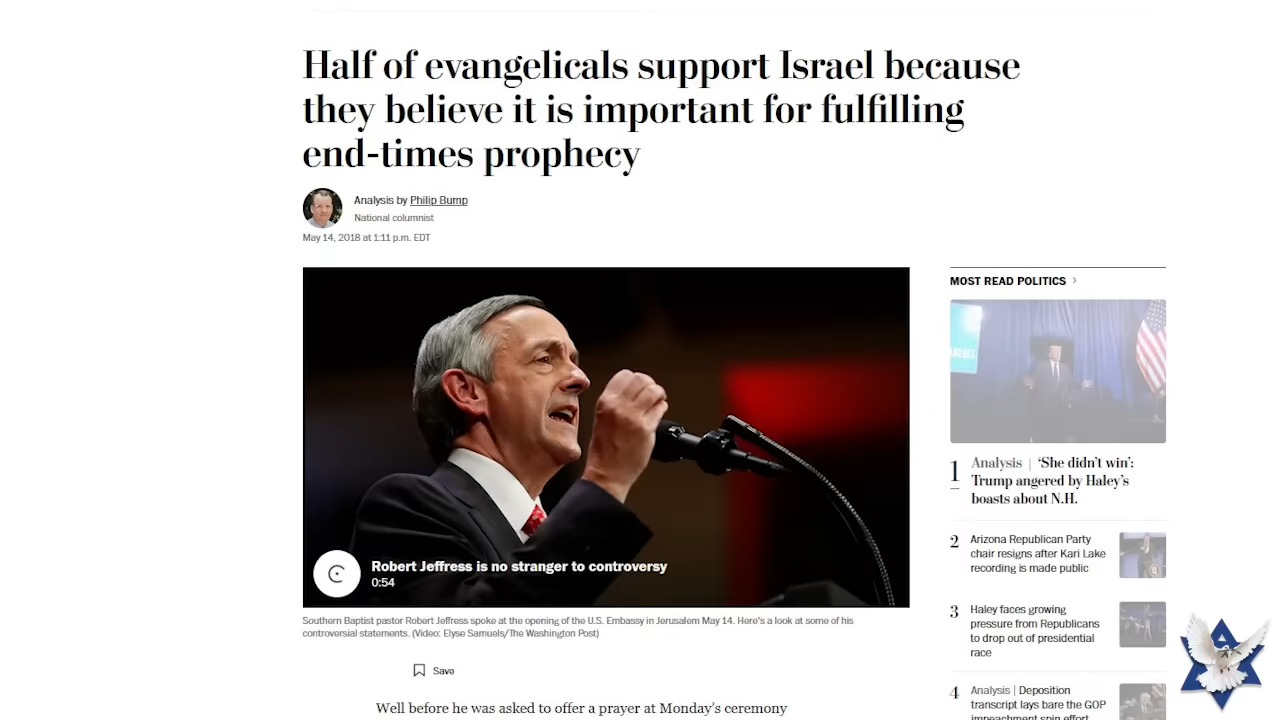 Half of evangelicals support Israel because
they believe it is important for fulfilling
end-times prophecy
Analysis by Philip Bump
National columnist
May 14, 2018 at 1:11 p.m. EDT
Robert Jeffress is no stranger to controversy
0:54
Southern Baptist pastor Robert Jeffress spoke at the opening of the U.S. Embassy in Jerusalem May 14. Here's a look at some of his
controversial statements. (Video: Elyse Samuels/The Washington Post)
Save
Well before he was asked to offer a prayer at Monday's ceremony
MOST READ POLITICS >
1 Analysis | ‘She didn’t win’:
Trump angered by Haley’s
boasts about N.H.
2 Arizona Republican Party
chair resigns after Kari Lake
recording is made public
3 Haley faces growing
pressure from Republicans
to drop out of presidential
race
4 Analysis | Deposition
transcript lays bare the GOP
impeachment spin effort